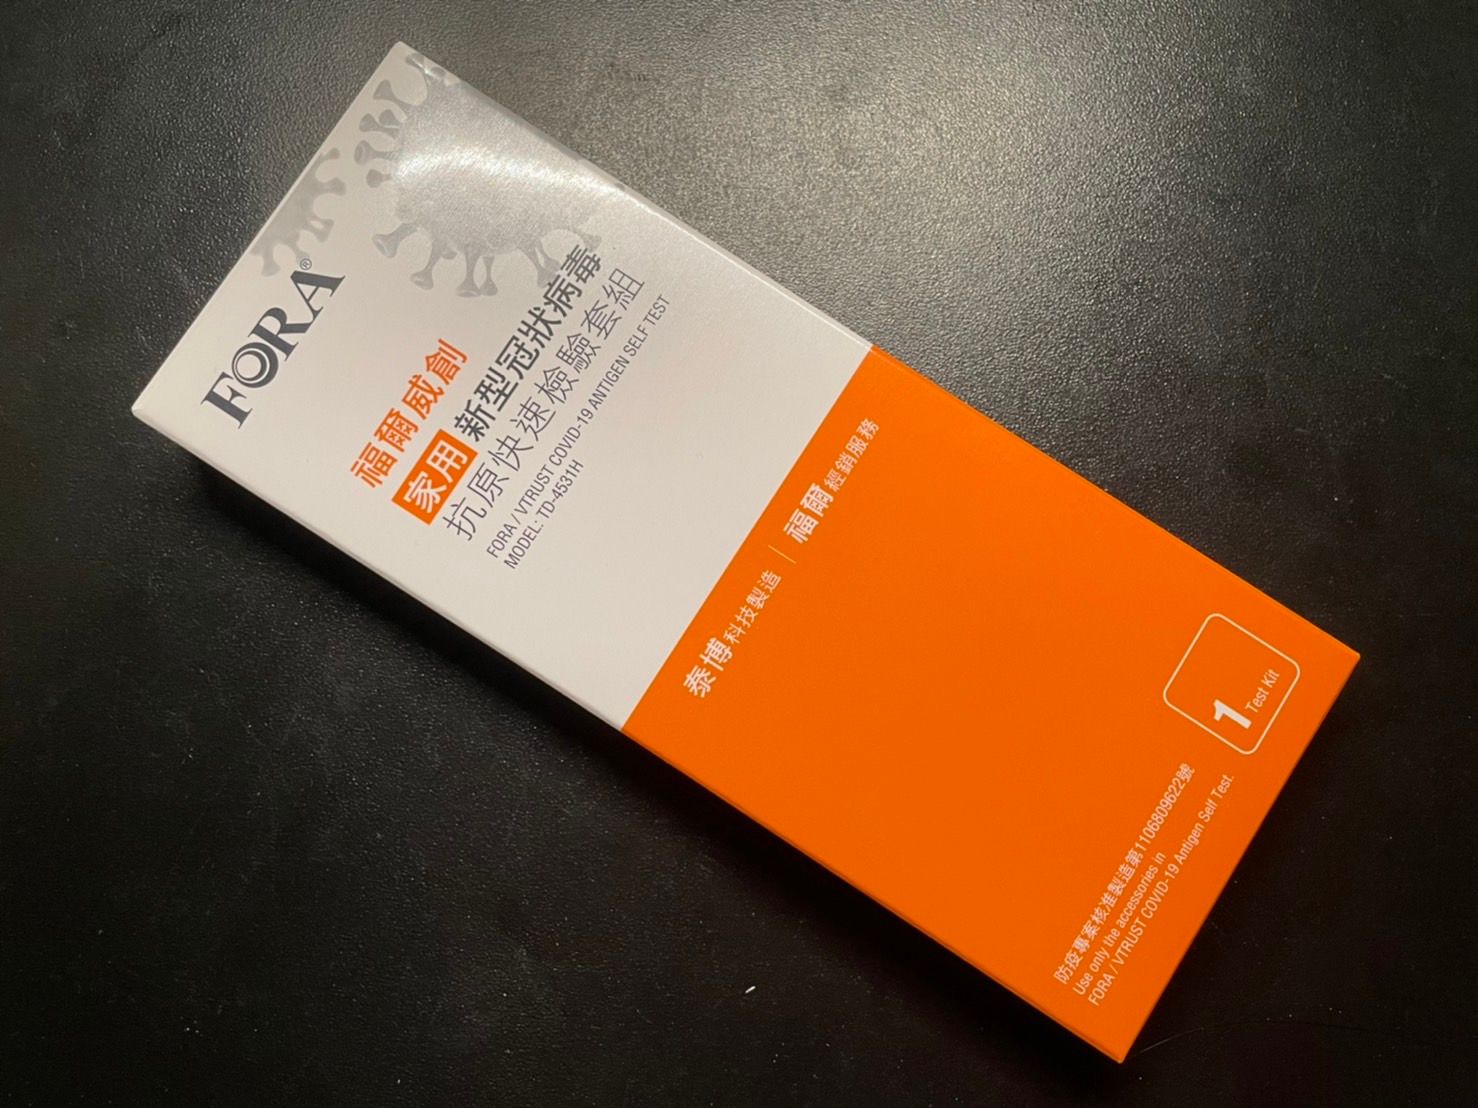 FORA®
福爾威創
家用 新型冠狀病毒
抗原快速檢驗套組
FORA / VTRUST COVID-19 ANTIGEN SELF TEST
MODEL: TD-4531H
泰博科技製造 | 福爾經銷服務
1 Test Kit
防疫專案核准製造第1106809622號
Use only the accessories in
FORA / VTRUST COVID-19 Antigen Self Test.